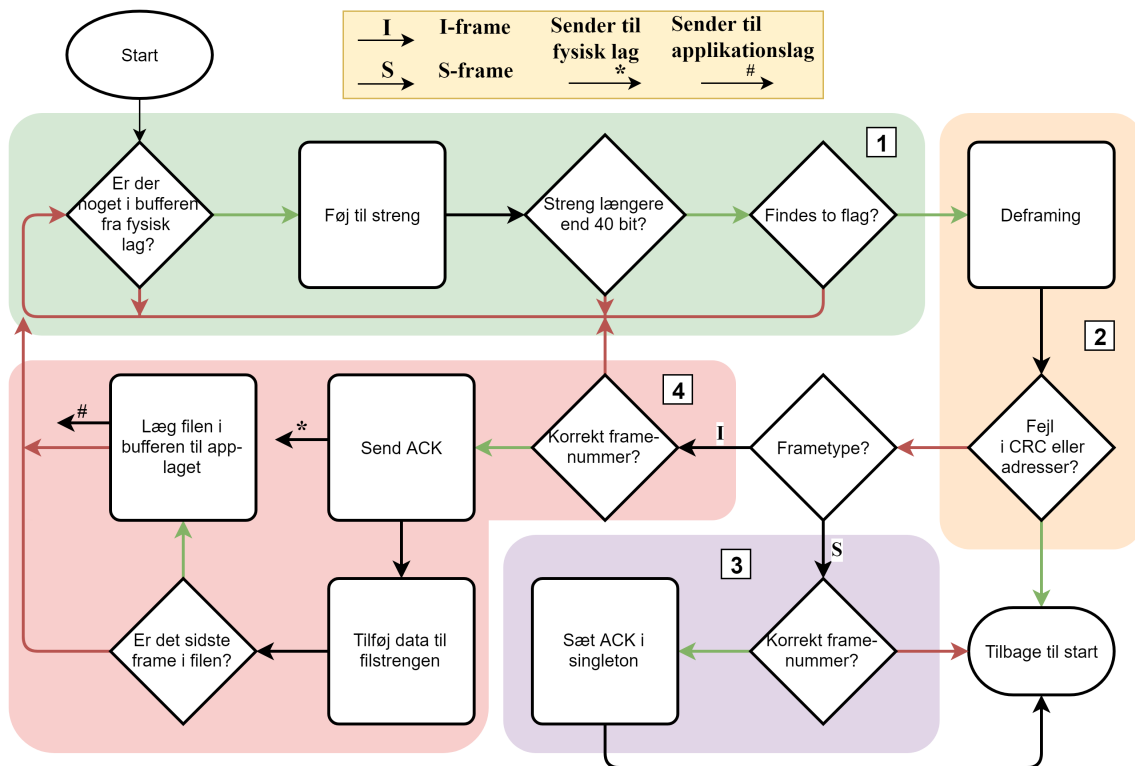 Start
I
I-frame
S
S-frame
Sender til
fysisk lag
*
Sender til
applikationslag
#
1
Er der
noget i bufferen
fra fysisk
lag?
Føj til streng
Streng længere
end 40 bit?
Findes to flag?
Deframing
2
Fejl
i CRC eller
adresser?
Frametype?
I
S
4
Korrekt frame-
nummer?
Send ACK
*
Læg filen i
bufferen til app-
laget
#
Er det sidste
frame i filen?
Tilføj data til
filstrengen
3
Sæt ACK i
singleton
Korrekt frame-
nummer?
Tilbage til start